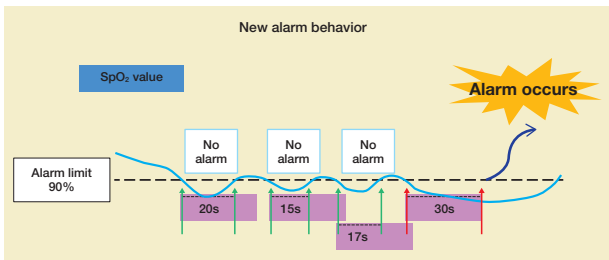 New alarm behavior
SpO₂ value
Alarm occurs
No
alarm
No
alarm
No
alarm
Alarm limit
90%
20s
15s
30s
17s